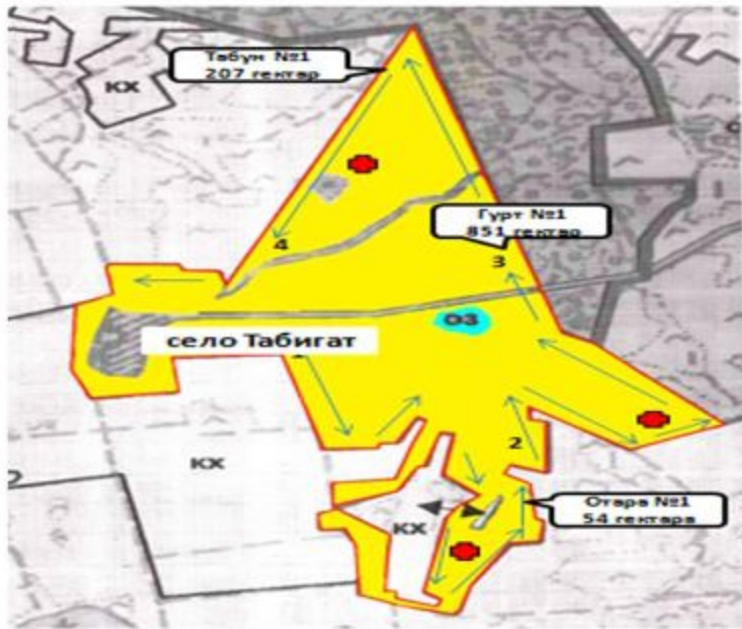 Табун №1
207 гектар
КХ
Гурт №1
851 гектар
4
3
ОЗ
село Табигат
2
КХ
Отара №1
54 гектара
КХ